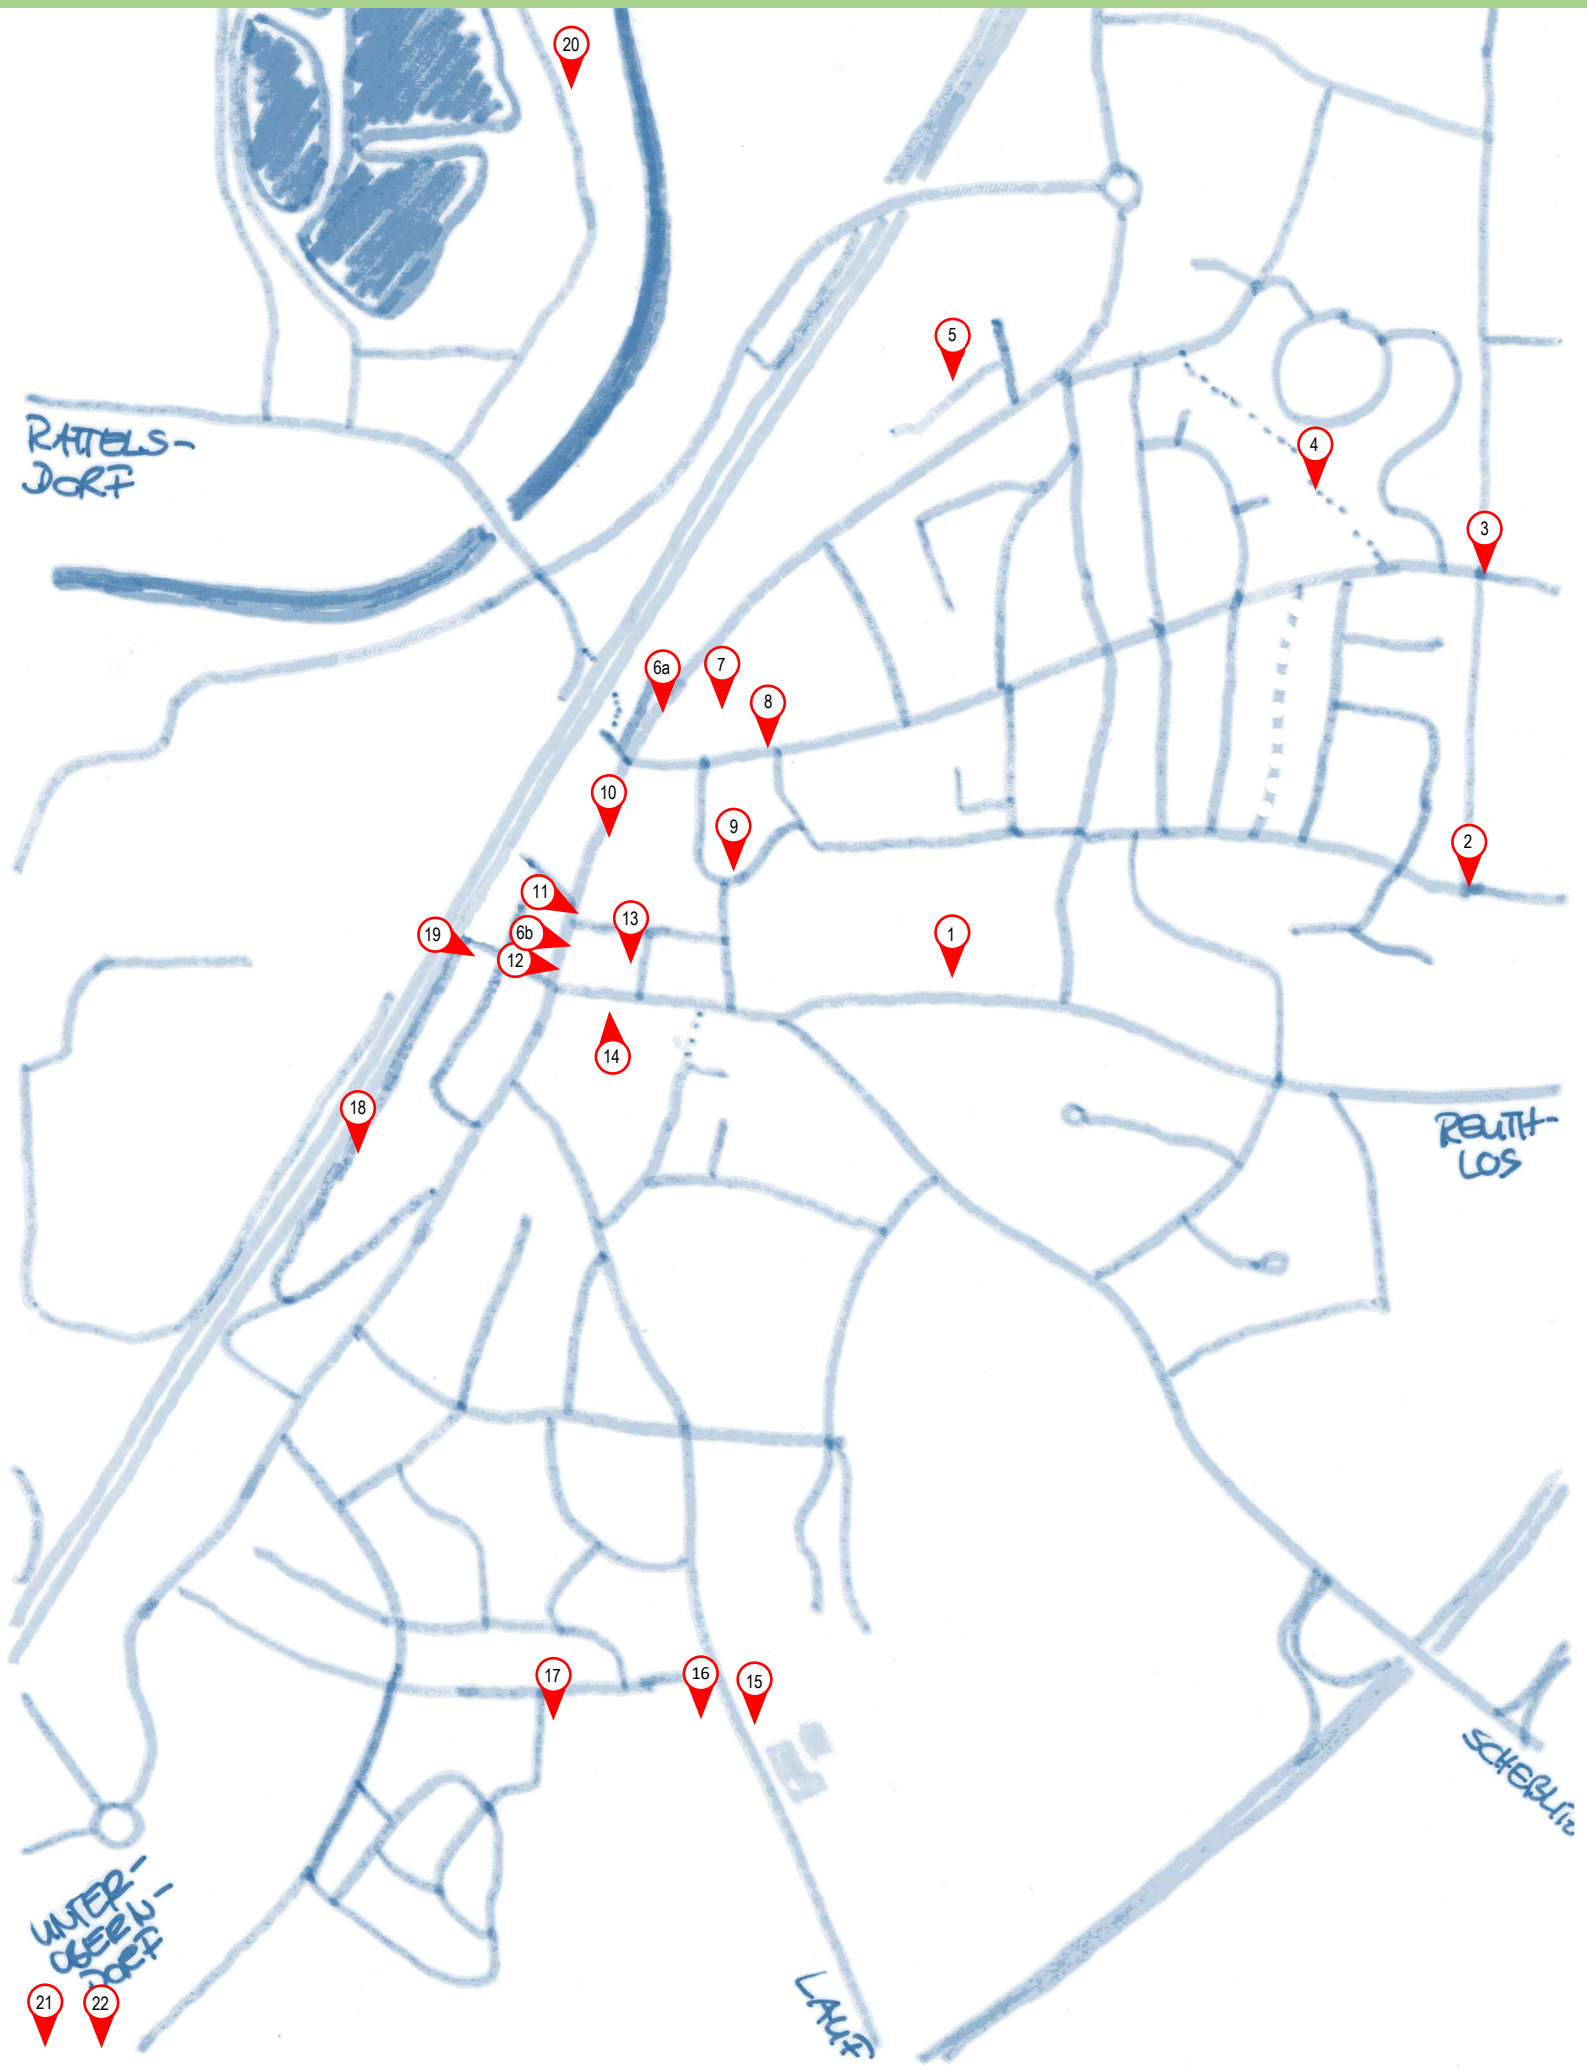 20
5
RATTELS-
DORF
4
3
6a
7
8
10
9
2
11
13
19
6b
1
12
14
18
REUTH-
LOS
17
16
15
SCHEßLITZ
UNTER-
OBERN-
DORF
21
22
LAUF